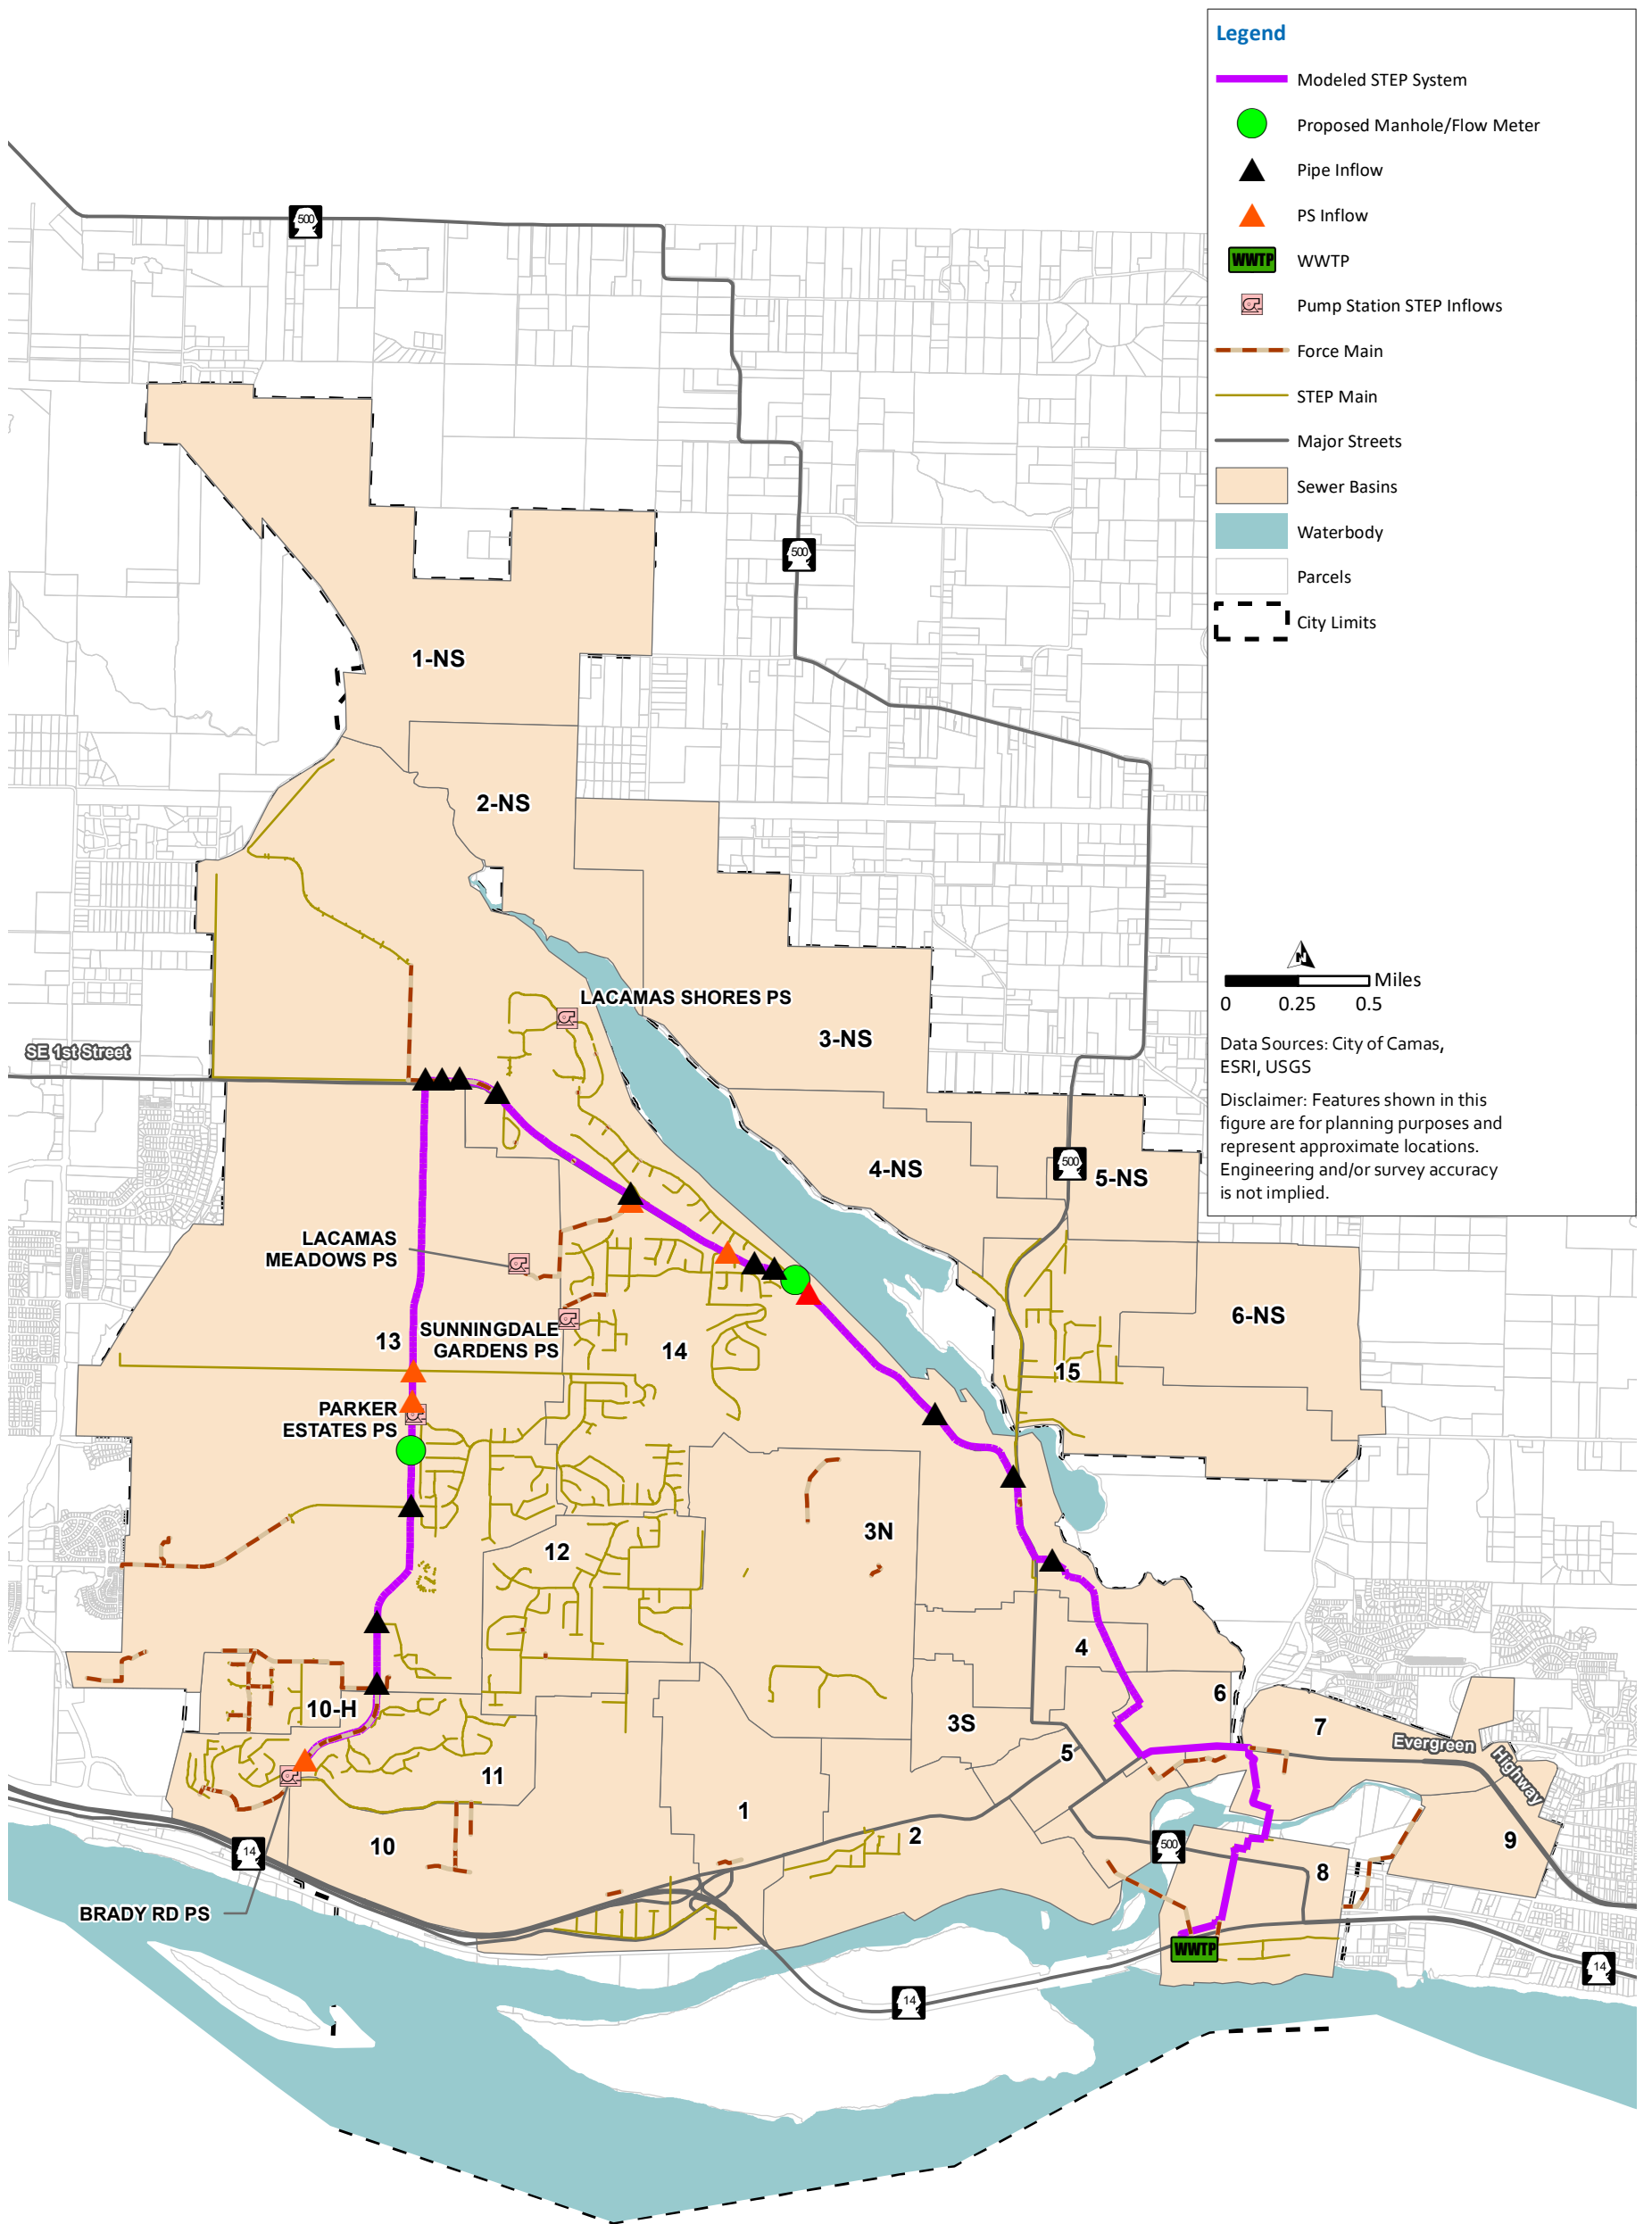 Legend
Modeled STEP System
Proposed Manhole/Flow Meter
Pipe Inflow
PS Inflow
WWTP
WWTP
Pump Station STEP Inflows
Force Main
STEP Main
Major Streets
Sewer Basins
Waterbody
Parcels
City Limits
N
Miles
0 0.25 0.5
Data Sources: City of Camas,
ESRI, USGS
Disclaimer: Features shown in this
figure are for planning purposes and
represent approximate locations.
Engineering and/or survey accuracy
is not implied.
500
500
1-NS
2-NS
LACAMAS SHORES PS
3-NS
SE 1st Street
4-NS
500
5-NS
LACAMAS
MEADOWS PS
6-NS
13
SUNNINGDALE
GARDENS PS
14
15
PARKER
ESTATES PS
3N
12
4
6
10-H
3S
7
5
Evergreen
Highway
11
1
2
9
10
14
500
8
BRADY RD PS
WWTP
14
14